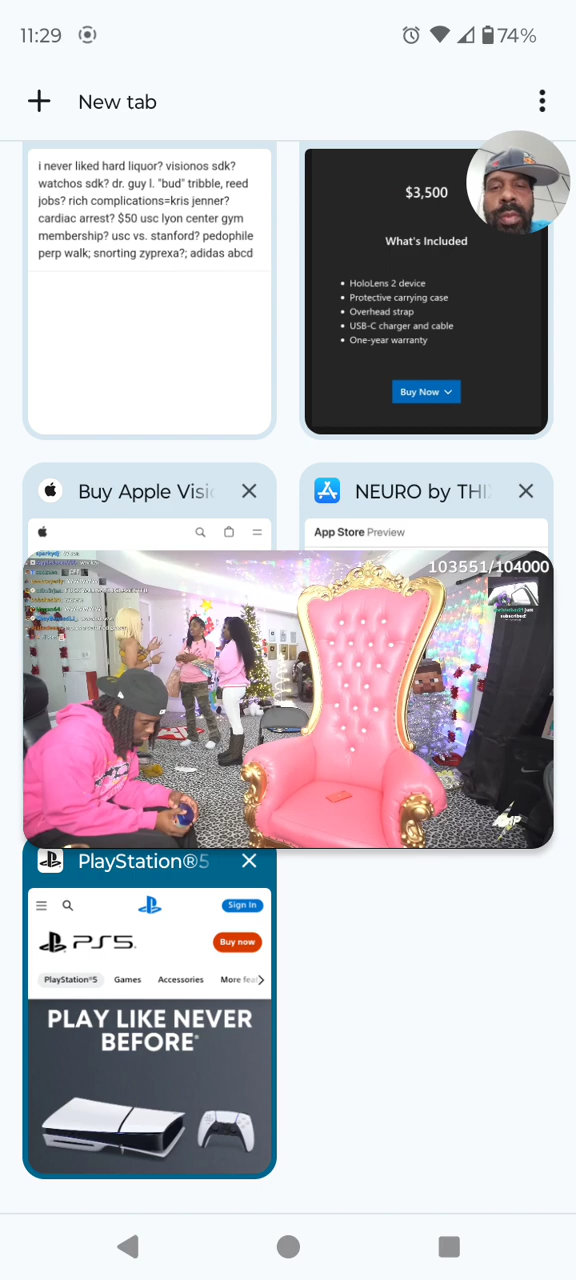 11:29
74%
New tab
i never liked hard liquor? visionos sdk?
watchos sdk? dr. guy l. "bud" tribble, reed
jobs? rich complications=kris jenner?
cardiac arrest? $50 usc lyon center gym
membership? usc vs. stanford? pedophile
perp walk; snorting zyprexa?; adidas abcd
$3,500
What's Included
HoloLens 2 device
Protective carrying case
Overhead strap
USB-C charger and cable
One-year warranty
Buy Now
Buy Apple Visi
NEURO by THI
App Store Preview
103551/104000
subscribed!
PlayStation®5
Sign In
PS5
Buy now
PlayStation®5 Games Accessories More fea
PLAY LIKE NEVER
BEFORE